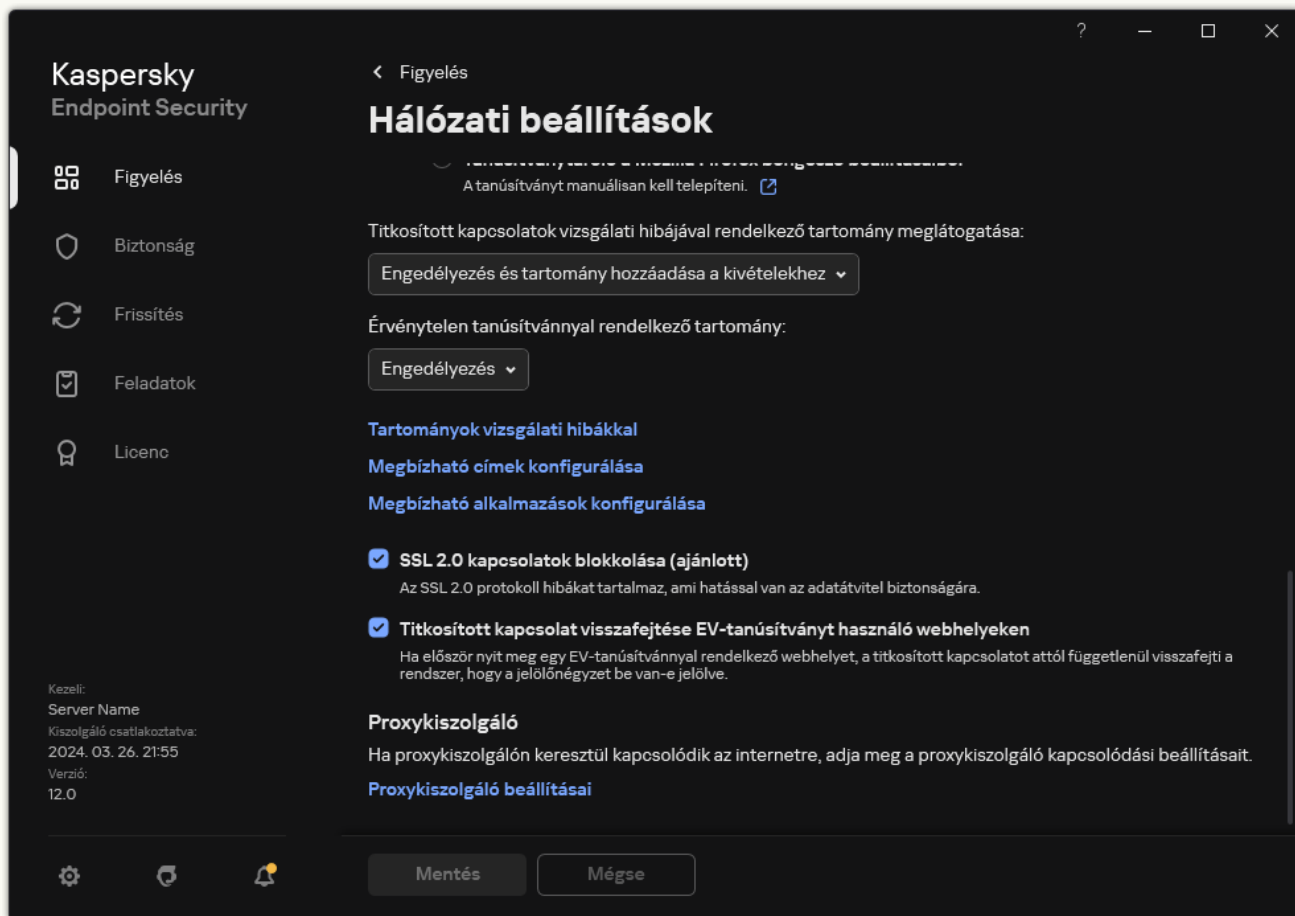 ?
Kaspersky
Endpoint Security
Figyelés
Biztonság
Frissítés
Feladatok
Licenc
Kezeli:
Server Name
Kiszolgáló csatlakoztatva:
2024. 03. 26. 21:55
Verzió:
12.0
Figyelés
Hálózati beállítások
Tanúsítványtároló a Mozilla Firefox böngésző beállításaiból
A tanúsítványt manuálisan kell telepíteni.
Titkosított kapcsolatok vizsgálati hibájával rendelkező tartomány meglátogatása:
Engedélyezés és tartomány hozzáadása a kivételekhez
Érvénytelen tanúsítvánnyal rendelkező tartomány:
Engedélyezés
Tartományok vizsgálati hibákkal
Megbízható címek konfigurálása
Megbízható alkalmazások konfigurálása
SSL 2.0 kapcsolatok blokkolása (ajánlott)
Az SSL 2.0 protokoll hibákat tartalmaz, ami hatással van az adatátvitel biztonságára.
Titkosított kapcsolat visszafejtése EV-tanúsítványt használó webhelyeken
Ha először nyit meg egy EV-tanúsítvánnyal rendelkező webhelyet, a titkosított kapcsolatot attól függetlenül visszafejti a
rendszer, hogy a jelölőnégyzet be van-e jelölve.
Proxykiszolgáló
Ha proxykiszolgálón keresztül kapcsolódik az internetre, adja meg a proxykiszolgáló kapcsolódási beállításait.
Proxykiszolgáló beállításai
Mentés
Mégse